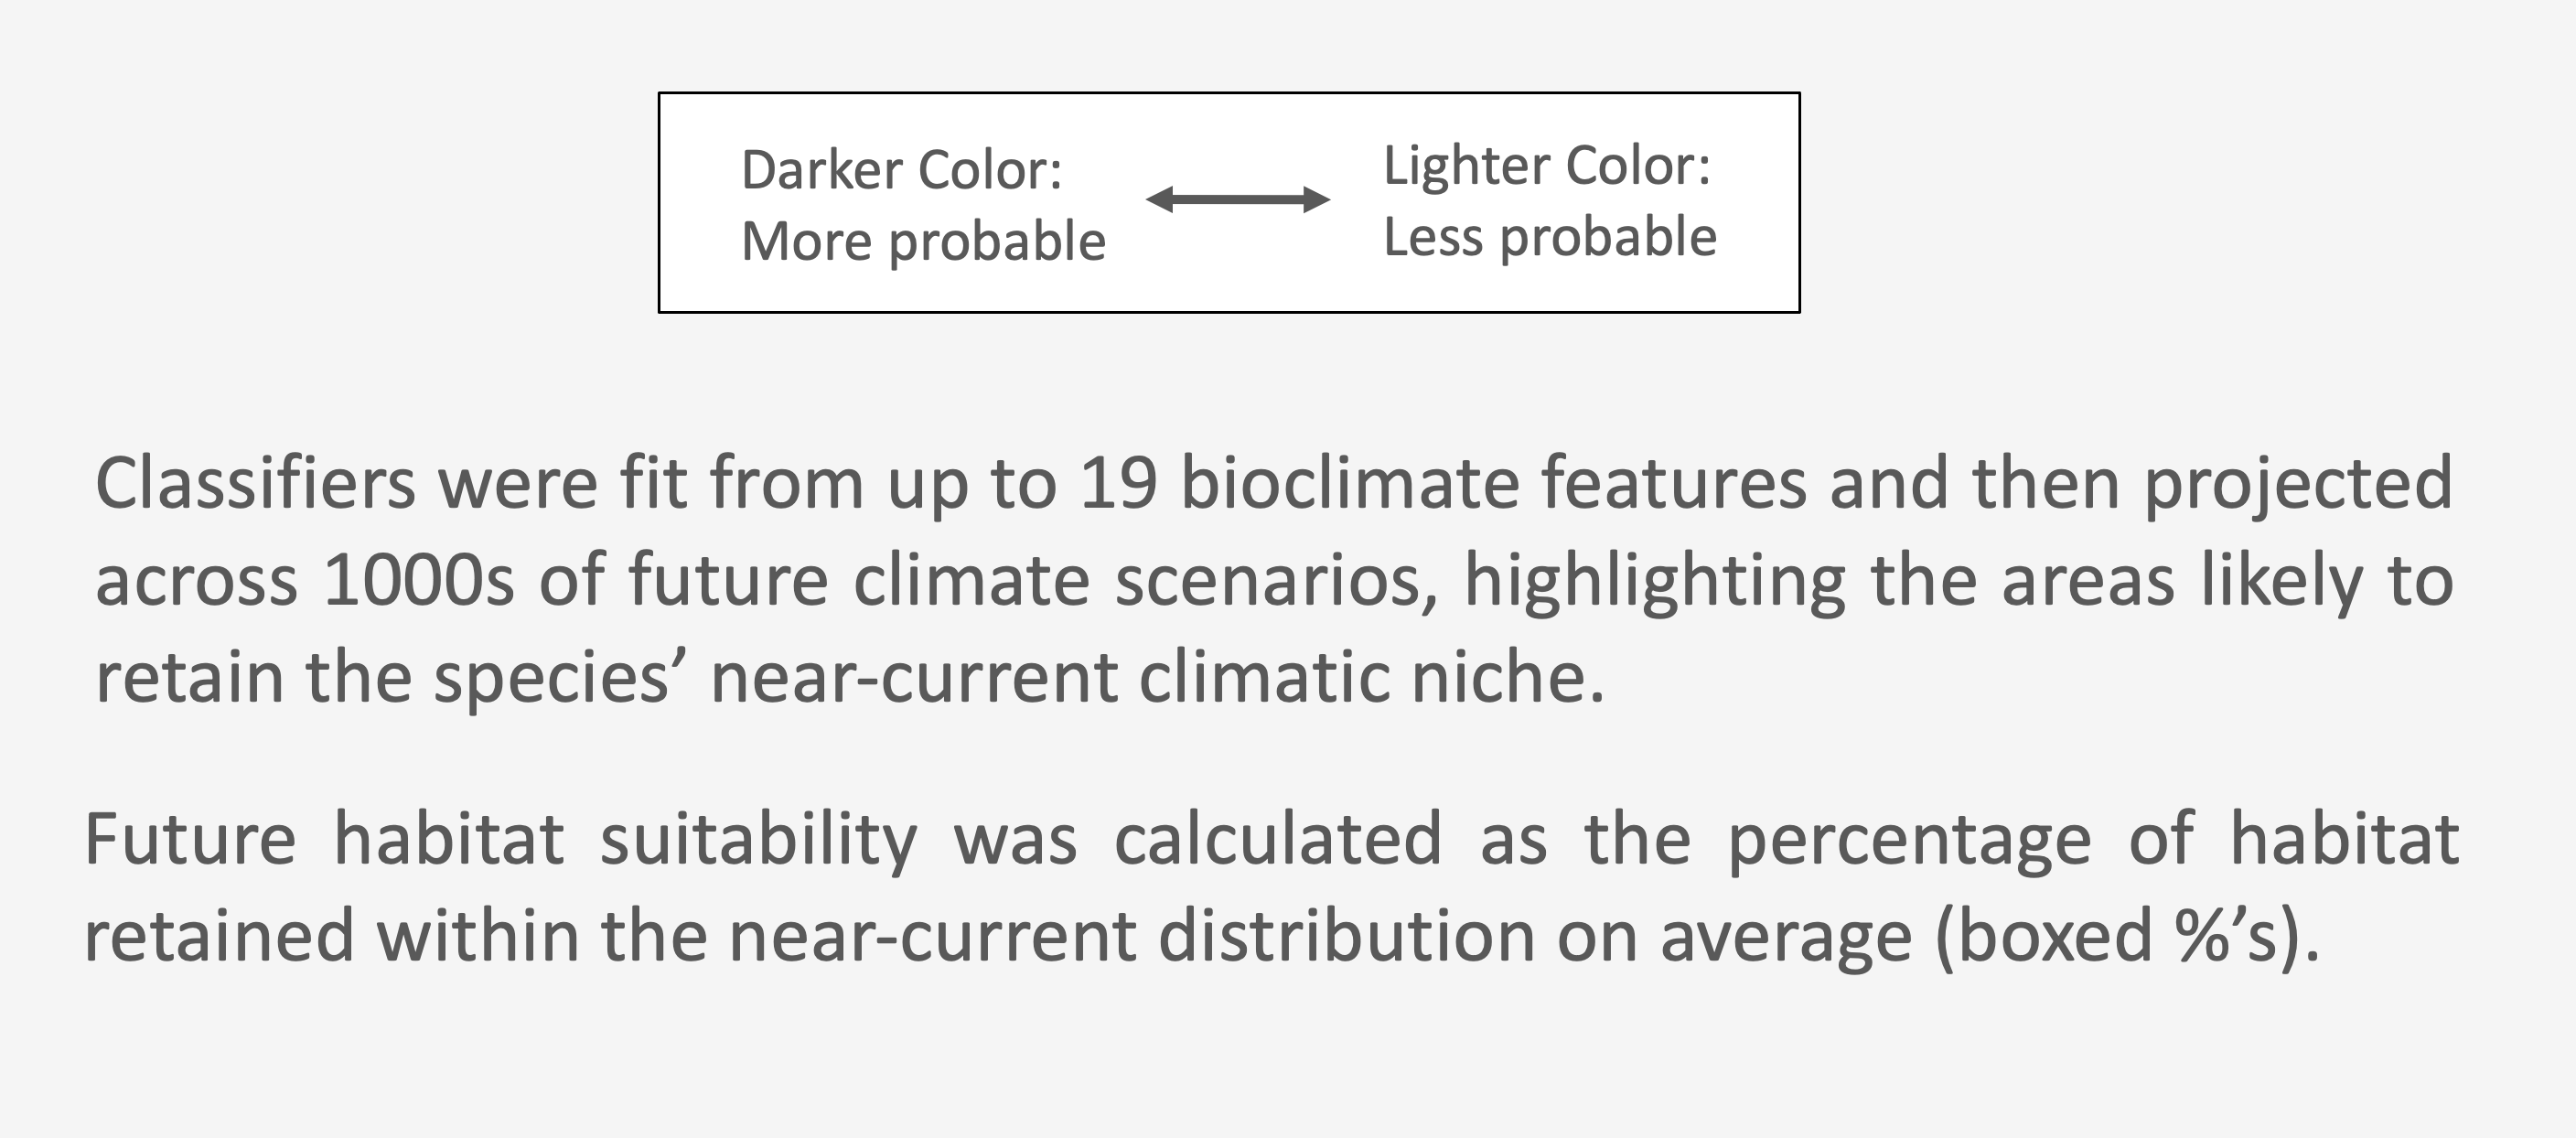 Darker Color:
More probable
Lighter Color:
Less probable
Classifiers were fit from up to 19 bioclimate features and then projected
across 1000s of future climate scenarios, highlighting the areas likely to
retain the species’ near-current climatic niche.
Future habitat suitability was calculated as the percentage of habitat
retained within the near-current distribution on average (boxed %’s).